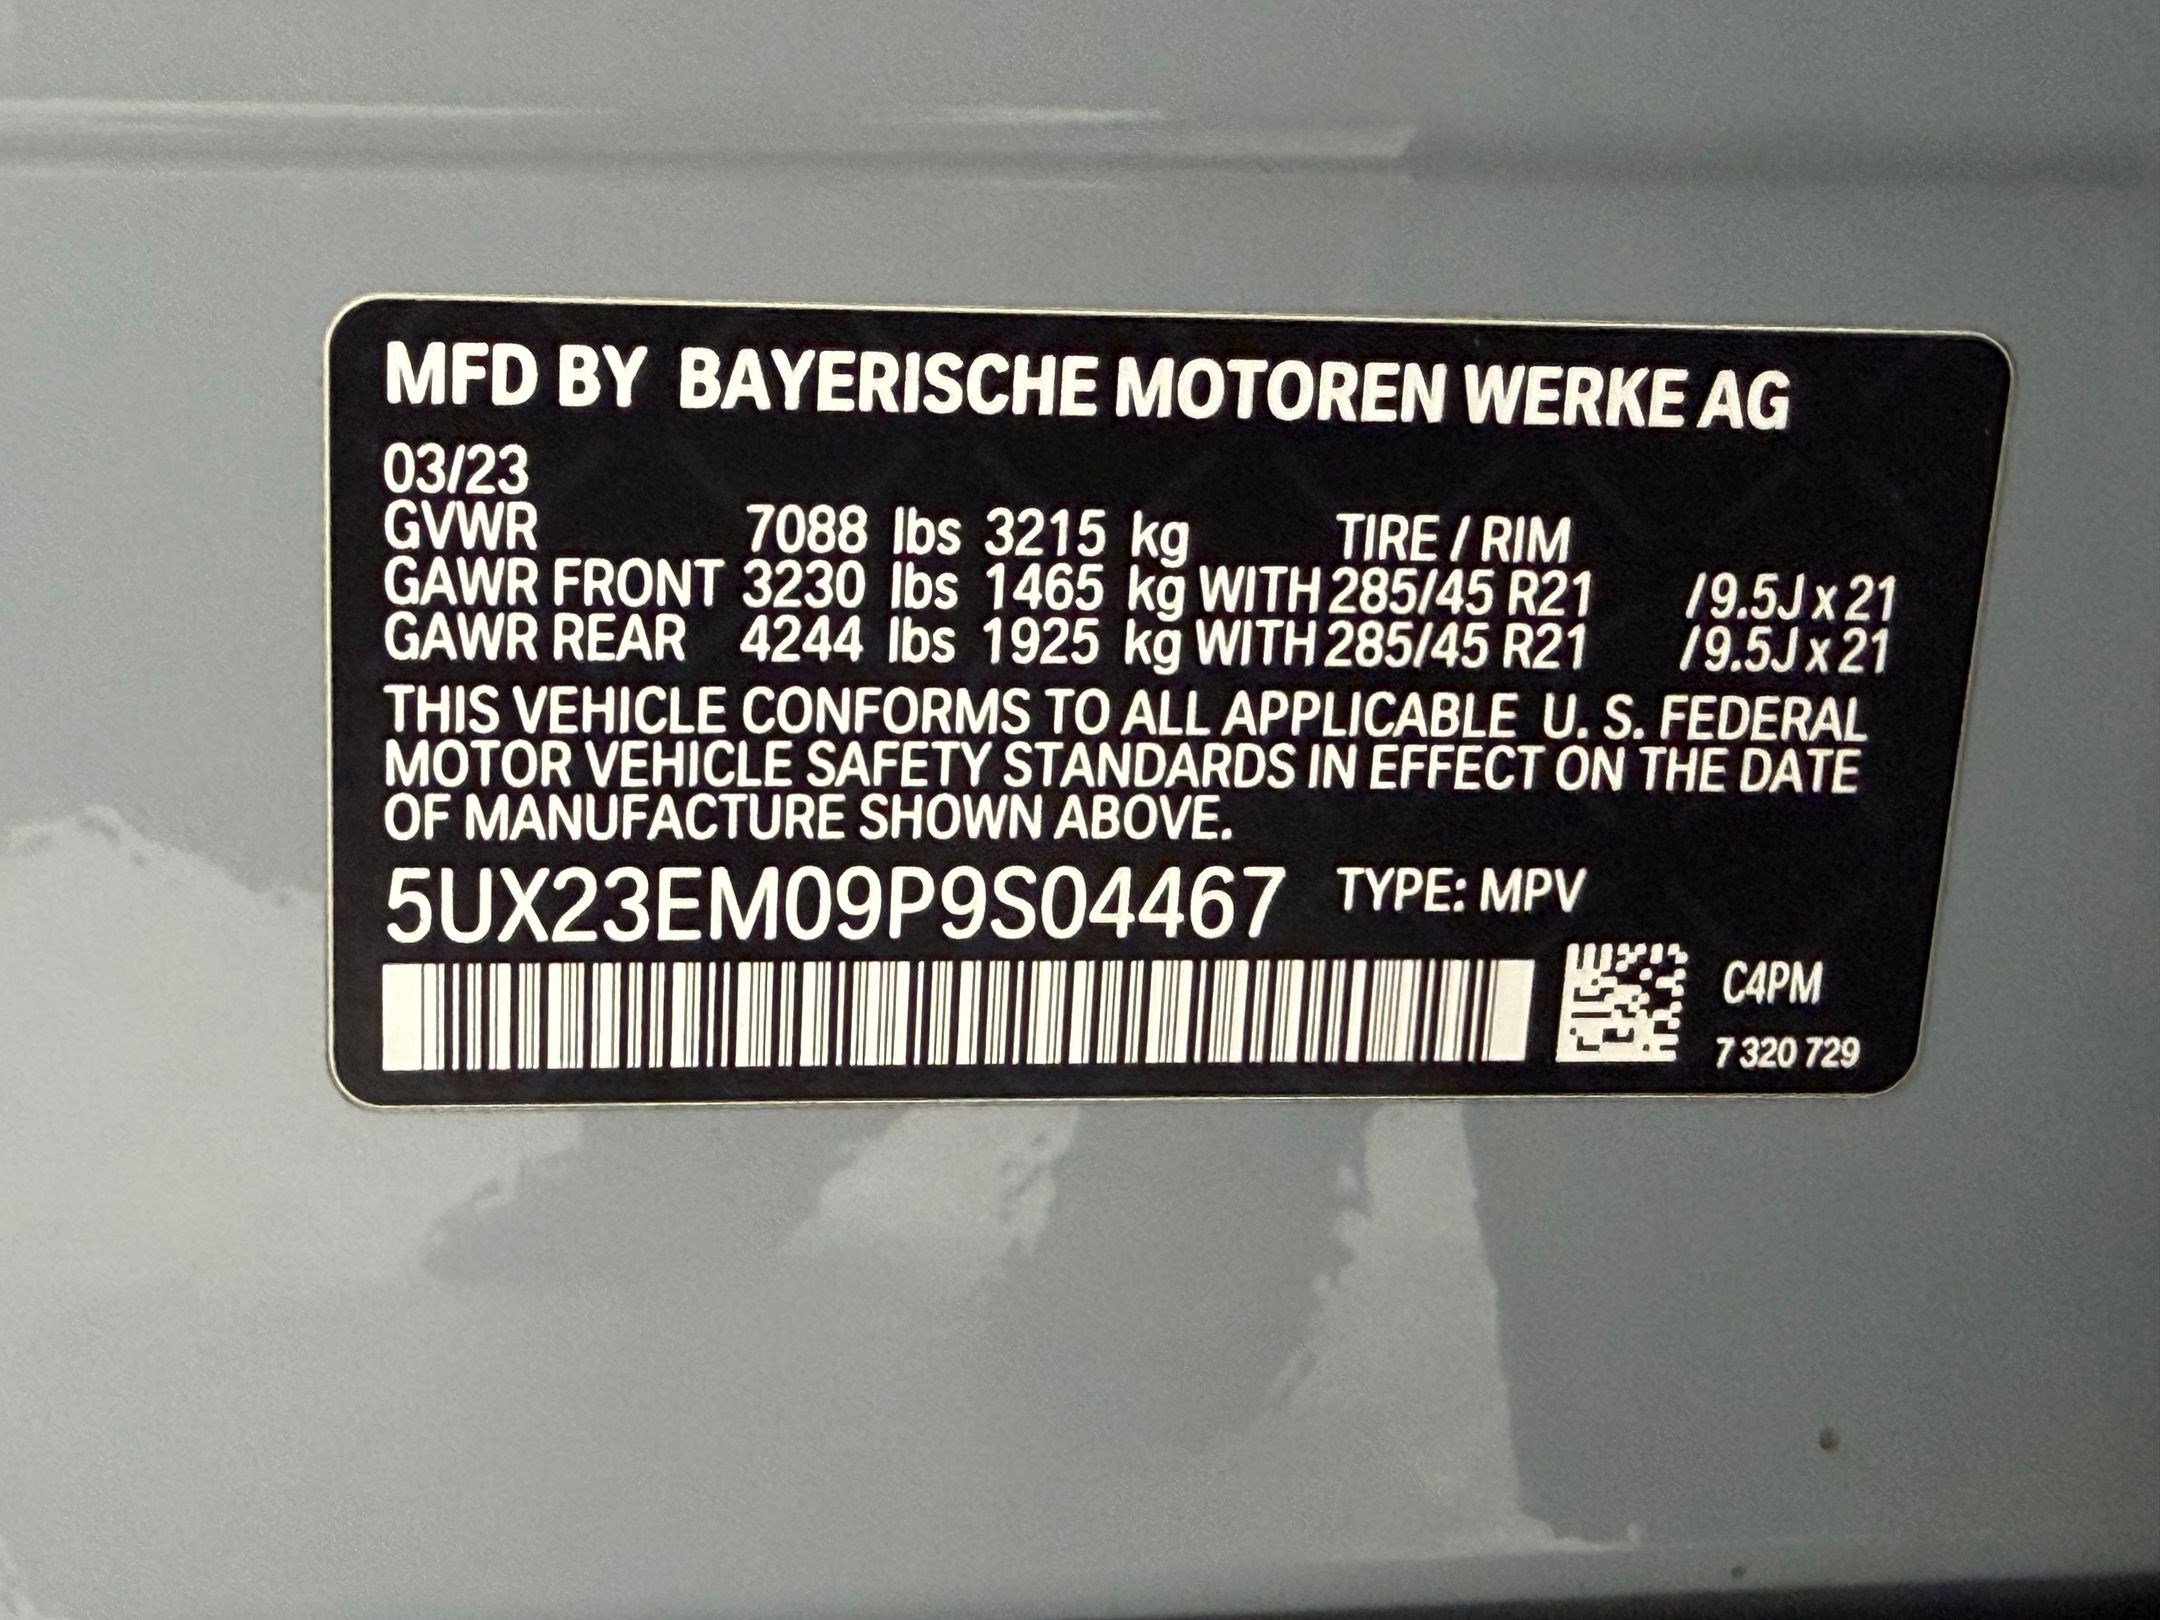 MFD BY BAYERISCHE MOTOREN WERKE AG
03/23
GVWR 7088 lbs 3215 kg TIRE / RIM
GAWR FRONT 3230 lbs 1465 kg WITH 285/45 R21 /9.5J x 21
GAWR REAR 4244 lbs 1925 kg WITH 285/45 R21 /9.5J x 21
THIS VEHICLE CONFORMS TO ALL APPLICABLE U. S. FEDERAL
MOTOR VEHICLE SAFETY STANDARDS IN EFFECT ON THE DATE
OF MANUFACTURE SHOWN ABOVE.
5UX23EM09P9S04467 TYPE: MPV
C4PM
7 320 729